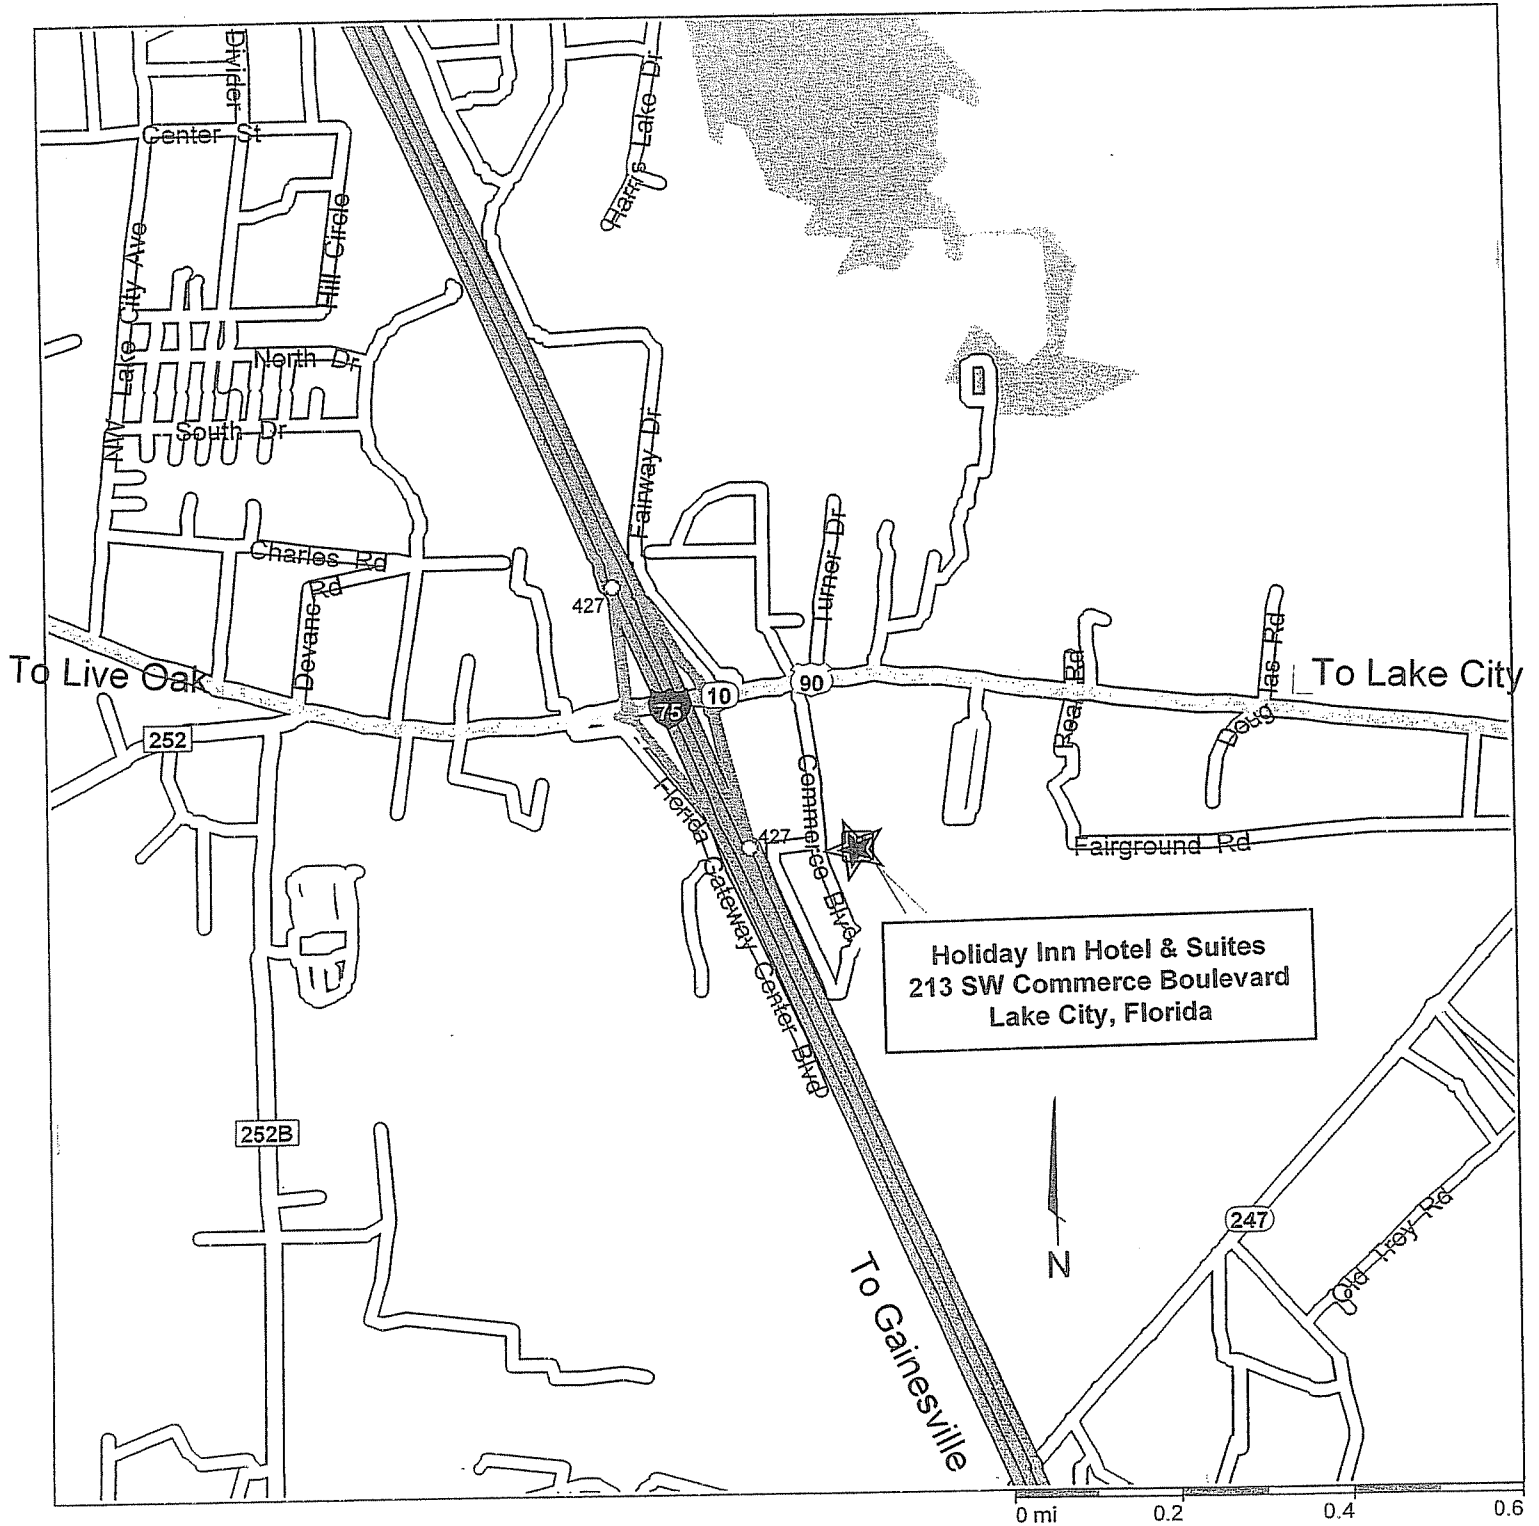 Divider
Center St
Harris Lake Dr
Hill Circle
NW Lake City Ave
North Dr
South Dr
Fairway Dr
Turner Dr
Charles Rd
Devane Rd
427
To Live Oak
252
75
10
90
Douglas Rd
To Lake City
Commerce Blvd
Florida Gateway Center Blvd
427
Fairground Rd
Holiday Inn Hotel & Suites
213 SW Commerce Boulevard
Lake City, Florida
252B
N
247
Old Troy Rd
To Gainesville
0 mi 0.2 0.4 0.6